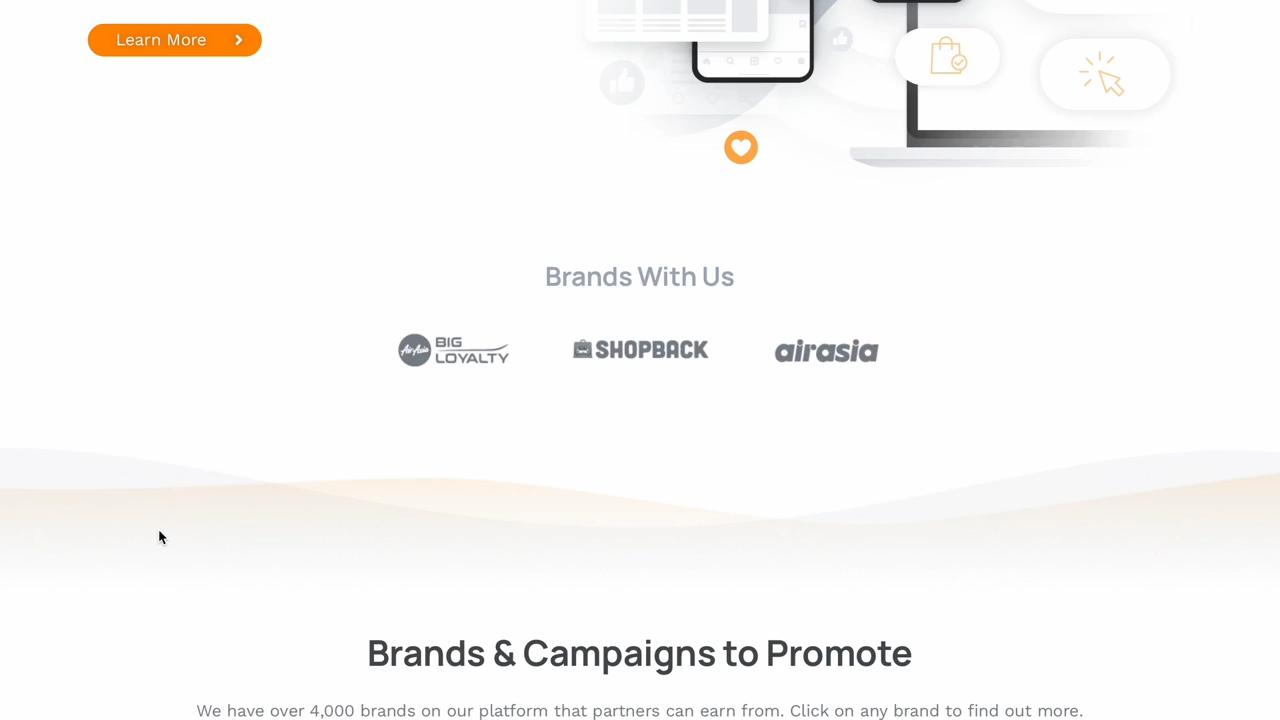 Learn More
Brands With Us
AirAsia BIG LOYALTY
SHOPBACK
airasia
Brands & Campaigns to Promote
We have over 4,000 brands on our platform that partners can earn from. Click on any brand to find out more.